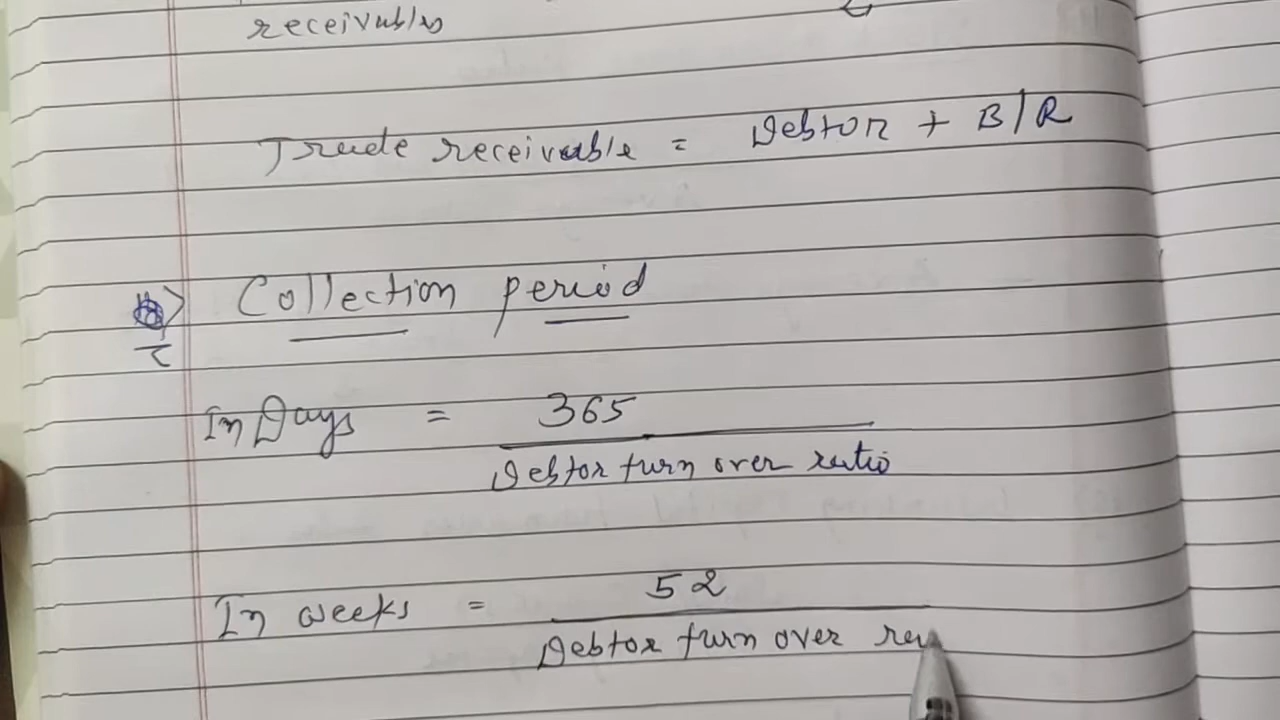 receivables
Trade receivable = Debtor + B/R
Collection period
In Days = 365
Debtor turn over ratio
In weeks = 52
Debtor turn over